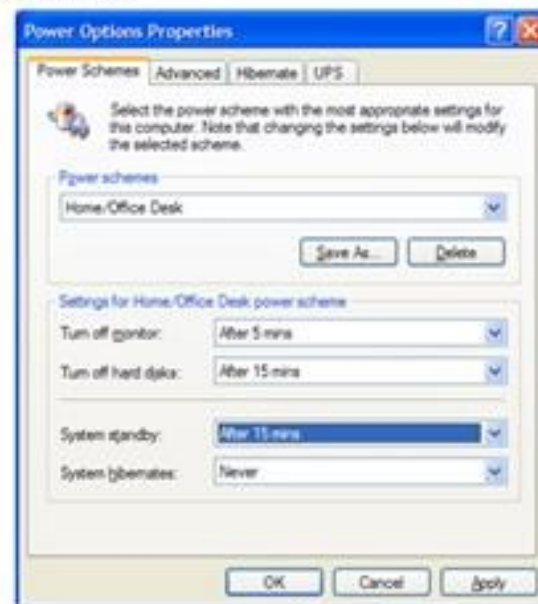 Power Options Properties
Power Schemes Advanced Hibernate UPS
Select the power scheme with the most appropriate settings for
this computer. Note that changing the settings below will modify
the selected scheme.
Power schemes
Home/Office Desk
Save As... Delete
Settings for Home/Office Desk power scheme
Turn off monitor: After 5 mins
Turn off hard disks: After 15 mins
System standby: After 15 mins
System hibernates: Never
OK Cancel Apply